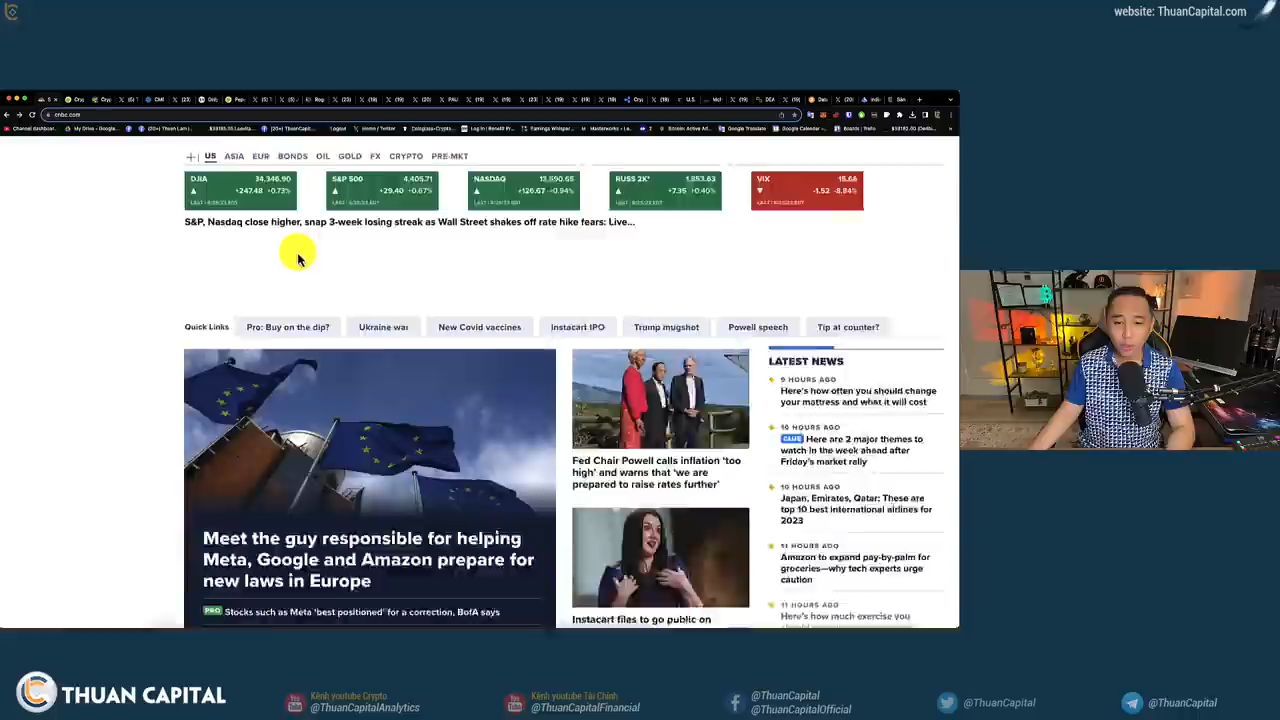 website: ThuanCapital.com
cnbc.com
US ASIA EUR BONDS OIL GOLD FX CRYPTO PRE-MKT
DJIA 34,346.90
+247.48 +0.73%
S&P 500 4,405.71
+29.40 +0.67%
NASDAQ 13,590.65
+126.67 +0.94%
RUSS 2K* 1,853.63
+7.35 +0.40%
VIX 15.68
-1.52 -8.84%
S&P, Nasdaq close higher, snap 3-week losing streak as Wall Street shakes off rate hike fears: Live...
Quick Links
Pro: Buy on the dip?
Ukraine war
New Covid vaccines
Instacart IPO
Trump mugshot
Powell speech
Tip at counter?
Meet the guy responsible for helping
Meta, Google and Amazon prepare for
new laws in Europe
PRO Stocks such as Meta 'best positioned' for a correction, BofA says
Fed Chair Powell calls inflation 'too
high' and warns that 'we are
prepared to raise rates further'
Instacart files to go public on
LATEST NEWS
9 HOURS AGO
Here's how often you should change
your mattress and what it will cost
10 HOURS AGO
CLUB Here are 2 major themes to
watch in the week ahead after
Friday's market rally
10 HOURS AGO
Japan, Emirates, Qatar: These are
top 10 best international airlines for
2023
11 HOURS AGO
Amazon to expand pay-by-palm for
groceries—why tech experts urge
caution
11 HOURS AGO
Here's how much exercise you
THUAN CAPITAL
Kênh youtube Crypto
@ThuanCapitalAnalytics
Kênh youtube Tài Chính
@ThuanCapitalFinancial
@ThuanCapital
@ThuanCapitalOfficial
@ThuanCapital
@ThuanCapital